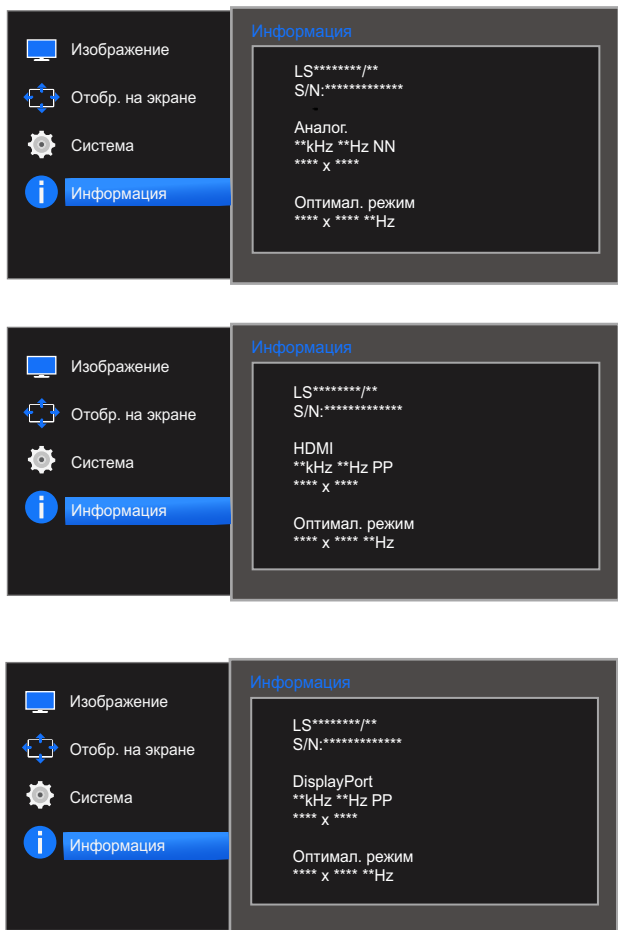 Изображение
Отобр. на экране
Система
Информация
Информация
LS********/**
S/N:*************
Аналог.
**kHz **Hz NN
**** x ****
Оптимал. режим
**** x **** **Hz
Изображение
Отобр. на экране
Система
Информация
Информация
LS********/**
S/N:*************
HDMI
**kHz **Hz PP
**** x ****
Оптимал. режим
**** x **** **Hz
Изображение
Отобр. на экране
Система
Информация
Информация
LS********/**
S/N:*************
DisplayPort
**kHz **Hz PP
**** x ****
Оптимал. режим
**** x **** **Hz